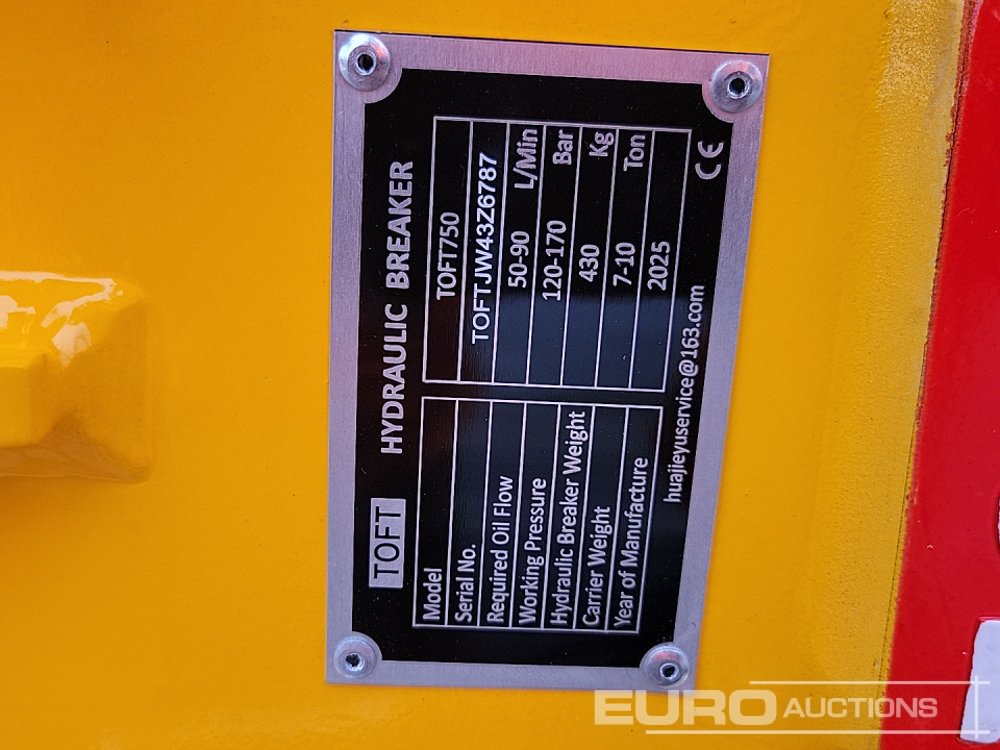 TOFT HYDRAULIC BREAKER
Model TOFT750
Serial No. TOFTJW43Z6787
Required Oil Flow 50-90 L/Min
Working Pressure 120-170 Bar
Hydraulic Breaker Weight 430 Kg
Carrier Weight 7-10 Ton
Year of Manufacture 2025
huajieyuservice@163.com CE
EURO AUCTIONS